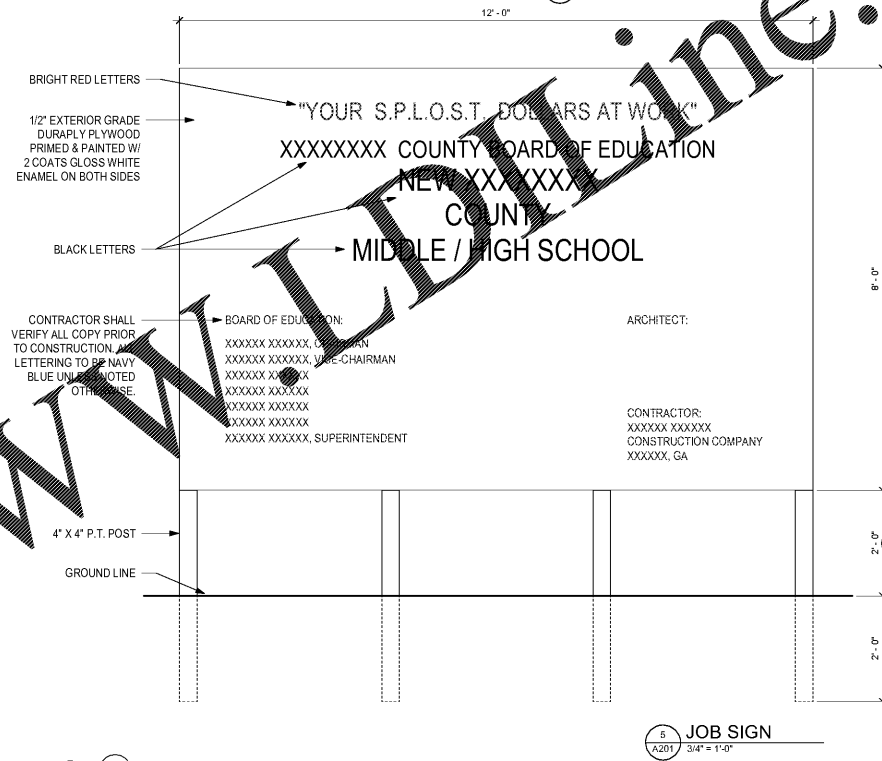 12' - 0"
BRIGHT RED LETTERS
"YOUR S.P.L.O.S.T. DOLLARS AT WORK"
1/2" EXTERIOR GRADE
DURAPLY PLYWOOD
PRIMED & PAINTED W/
2 COATS GLOSS WHITE
ENAMEL ON BOTH SIDES
XXXXXXXX COUNTY BOARD OF EDUCATION
NEW XXXXXXXX
COUNTY
MIDDLE / HIGH SCHOOL
BLACK LETTERS
8' - 0"
CONTRACTOR SHALL
VERIFY ALL COPY PRIOR
TO CONSTRUCTION. ALL
LETTERING TO BE NAVY
BLUE UNLESS NOTED
OTHERWISE.
BOARD OF EDUCATION:
XXXXXX XXXXXX, CHAIRMAN
XXXXXX XXXXXX, VICE-CHAIRMAN
XXXXXX XXXXXX
XXXXXX XXXXXX
XXXXXX XXXXXX
XXXXXX XXXXXX
XXXXXX XXXXXX, SUPERINTENDENT
ARCHITECT:
CONTRACTOR:
XXXXXX XXXXXX
CONSTRUCTION COMPANY
XXXXXX, GA
4" X 4" P.T. POST
2' - 0"
GROUND LINE
2' - 0"
5
A201
JOB SIGN
3/4" = 1'-0"
ww.LDILine.